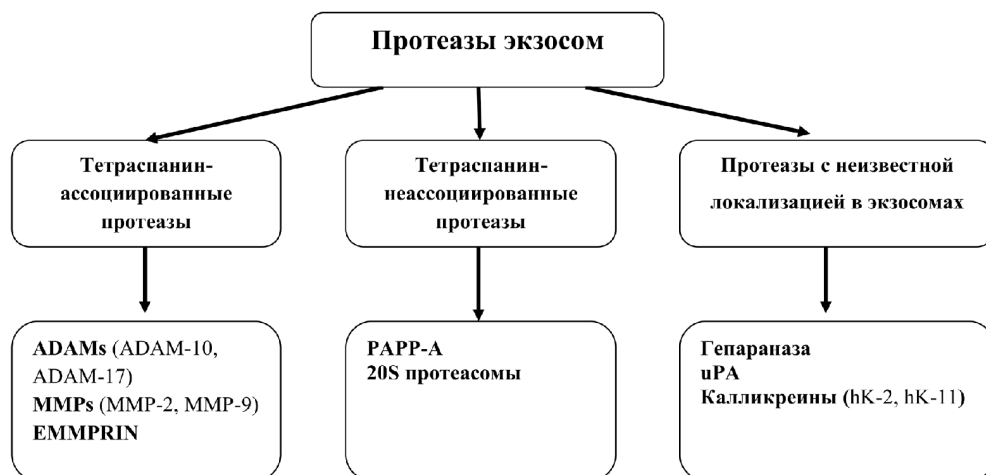 Протеазы экзосом
Тетраспанин-
ассоциированные
протеазы
Тетраспанин-
неассоциированные
протеазы
Протеазы с неизвестной
локализацией в экзосомах
ADAMs (ADAM-10,
ADAM-17)
MMPs (MMP-2, MMP-9)
EMMPRIN
PAPP-A
20S протеасомы
Гепараназа
uPA
Калликреины (hK-2, hK-11)